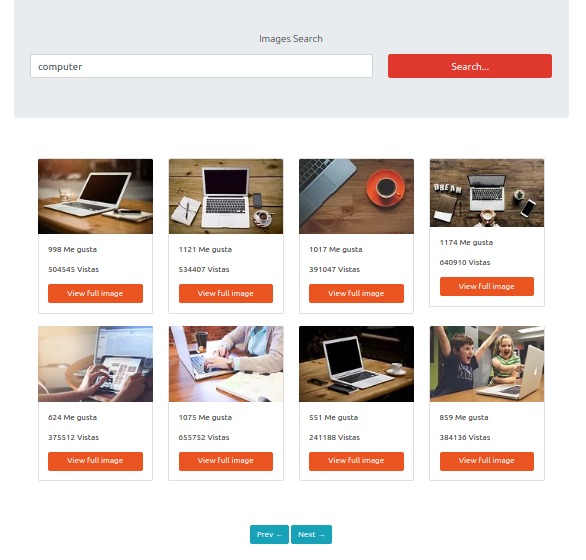 Images Search
computer
Search...
DREAM
998 Me gusta
504545 Vistas
View full image
1121 Me gusta
534407 Vistas
View full image
1017 Me gusta
391047 Vistas
View full image
1174 Me gusta
640910 Vistas
View full image
624 Me gusta
375512 Vistas
View full image
1075 Me gusta
655752 Vistas
View full image
551 Me gusta
241188 Vistas
View full image
859 Me gusta
384136 Vistas
View full image
Prev ← Next →